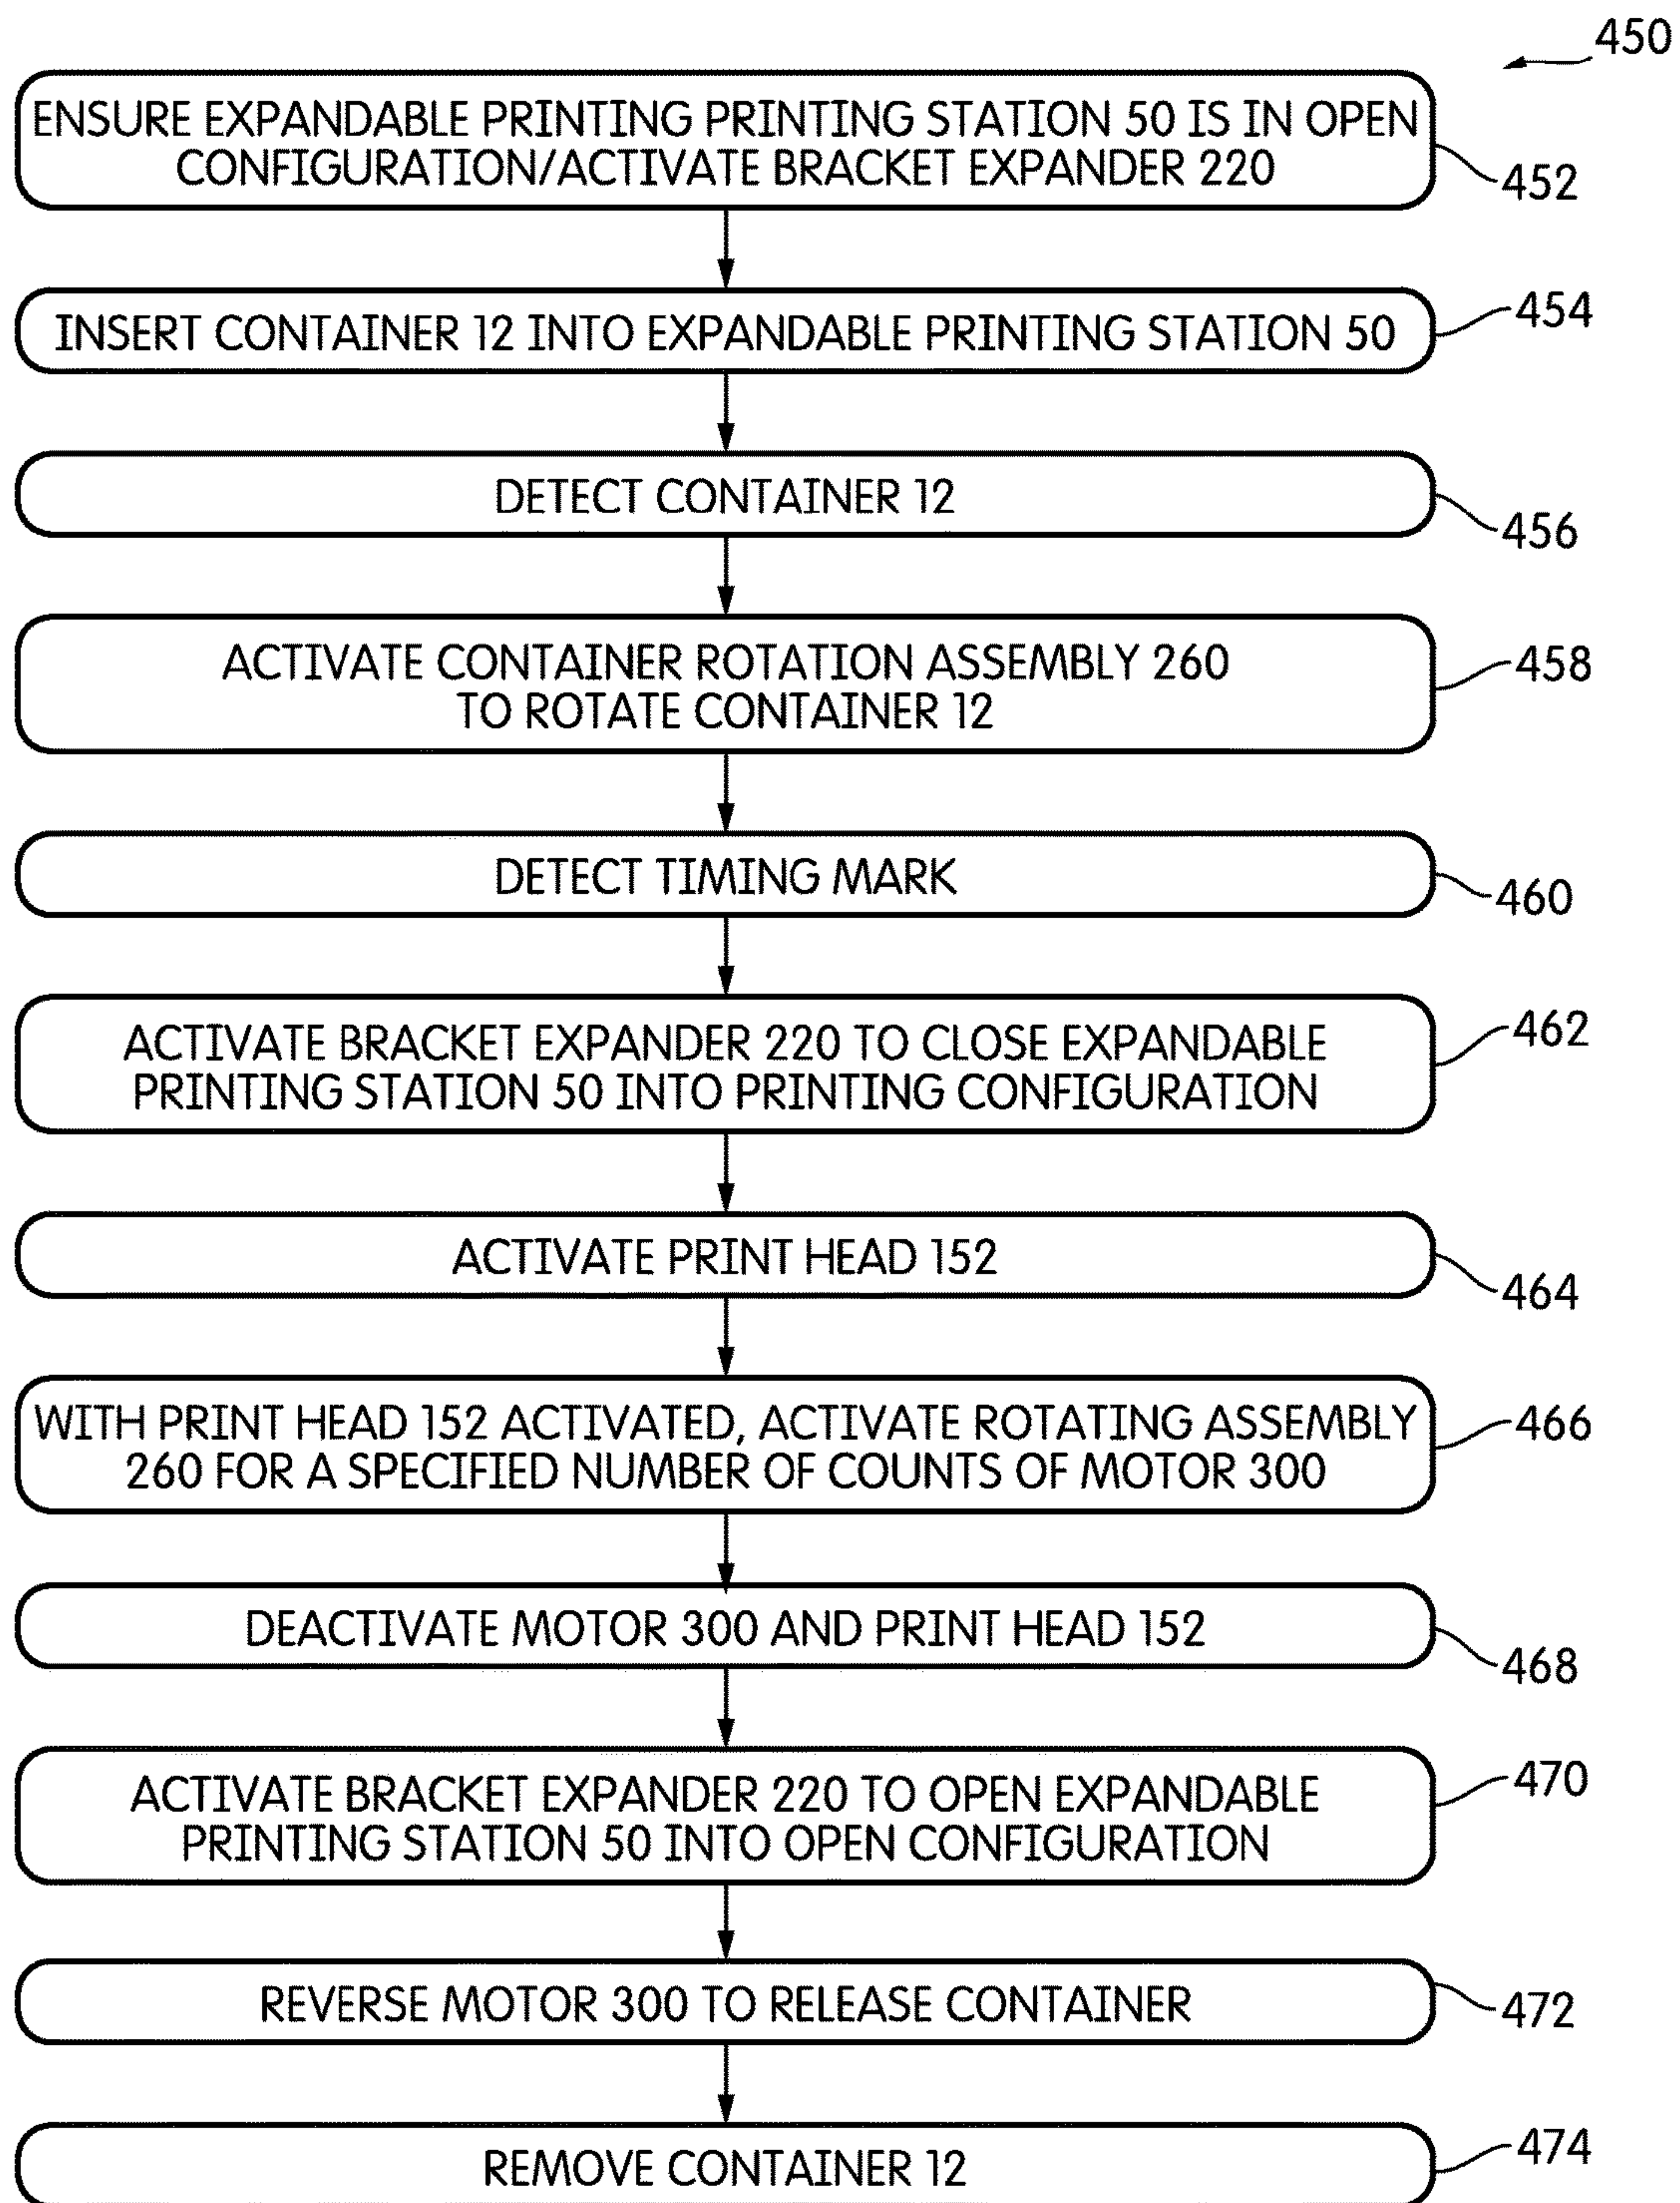 450
ENSURE EXPANDABLE PRINTING PRINTING STATION 50 IS IN OPEN
CONFIGURATION/ACTIVATE BRACKET EXPANDER 220
452
INSERT CONTAINER 12 INTO EXPANDABLE PRINTING STATION 50
454
DETECT CONTAINER 12
456
ACTIVATE CONTAINER ROTATION ASSEMBLY 260
TO ROTATE CONTAINER 12
458
DETECT TIMING MARK
460
ACTIVATE BRACKET EXPANDER 220 TO CLOSE EXPANDABLE
PRINTING STATION 50 INTO PRINTING CONFIGURATION
462
ACTIVATE PRINT HEAD 152
464
WITH PRINT HEAD 152 ACTIVATED, ACTIVATE ROTATING ASSEMBLY
260 FOR A SPECIFIED NUMBER OF COUNTS OF MOTOR 300
466
DEACTIVATE MOTOR 300 AND PRINT HEAD 152
468
ACTIVATE BRACKET EXPANDER 220 TO OPEN EXPANDABLE
PRINTING STATION 50 INTO OPEN CONFIGURATION
470
REVERSE MOTOR 300 TO RELEASE CONTAINER
472
REMOVE CONTAINER 12
474